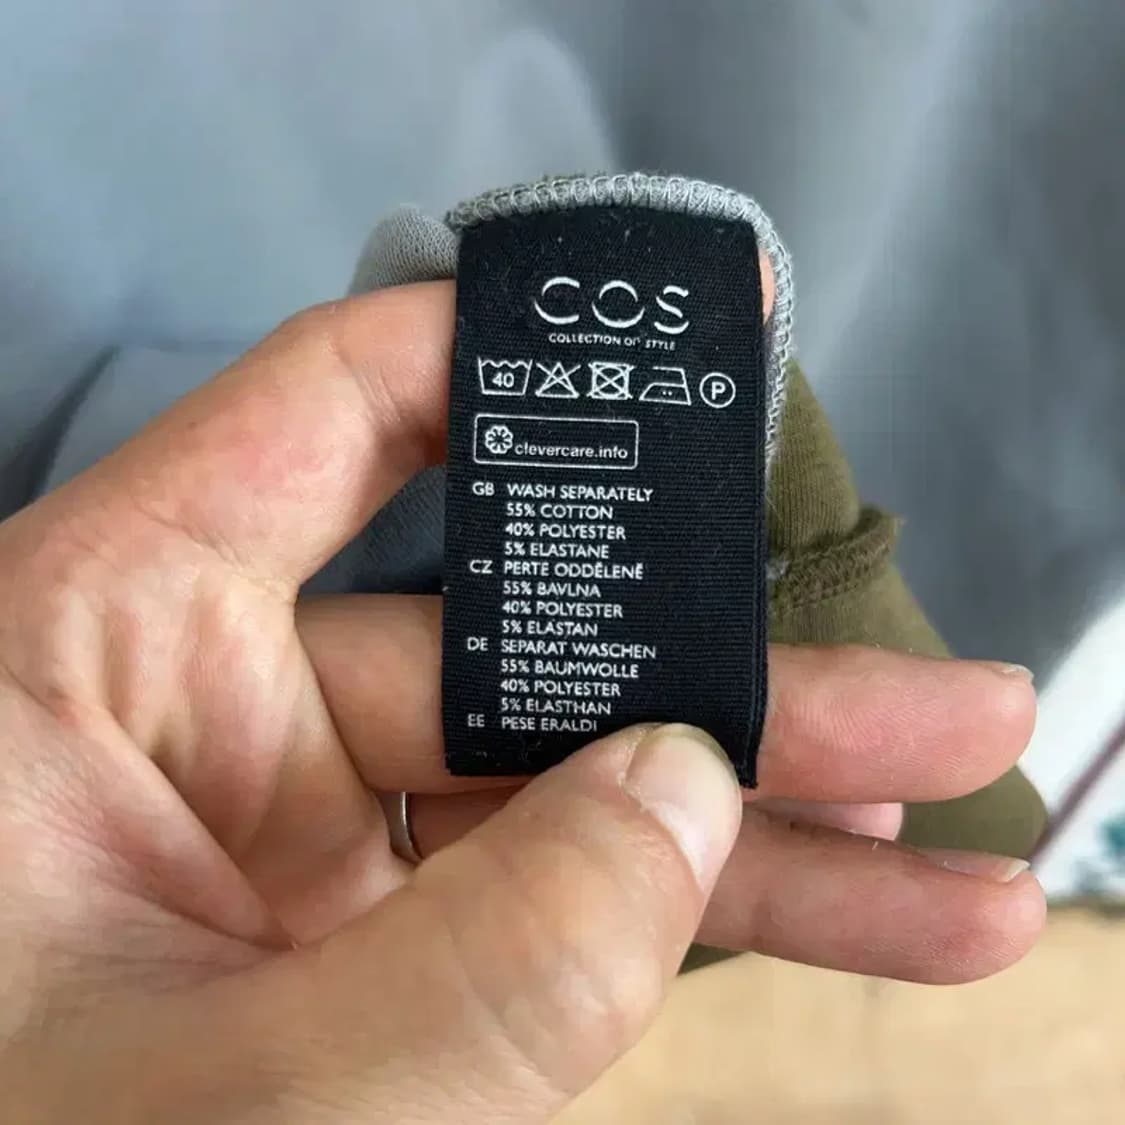 COS
COLLECTION OF STYLE
40 P
clevercare.info
GB WASH SEPARATELY
55% COTTON
40% POLYESTER
5% ELASTANE
CZ PERTE ODDĚLENĚ
55% BAVLNA
40% POLYESTER
5% ELASTAN
DE SEPARAT WASCHEN
55% BAUMWOLLE
40% POLYESTER
5% ELASTHAN
EE PESE ERALDI